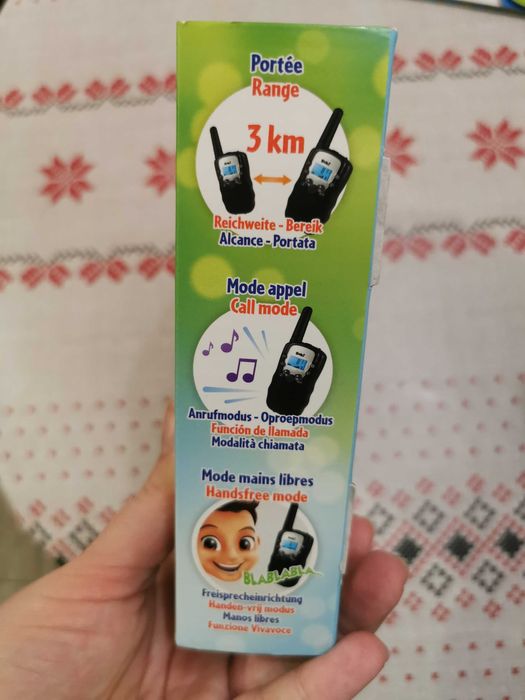 Portée
Range
3 km
Reichweite - Bereik
Alcance - Portata
Mode appel
Call mode
Anrufmodus - Oproepmodus
Función de llamada
Modalità chiamata
Mode mains libres
Handsfree mode
BLABLABLA
Freisprecheinrichtung
Handen-vrij modus
Manos libres
Funzione Vivavoce